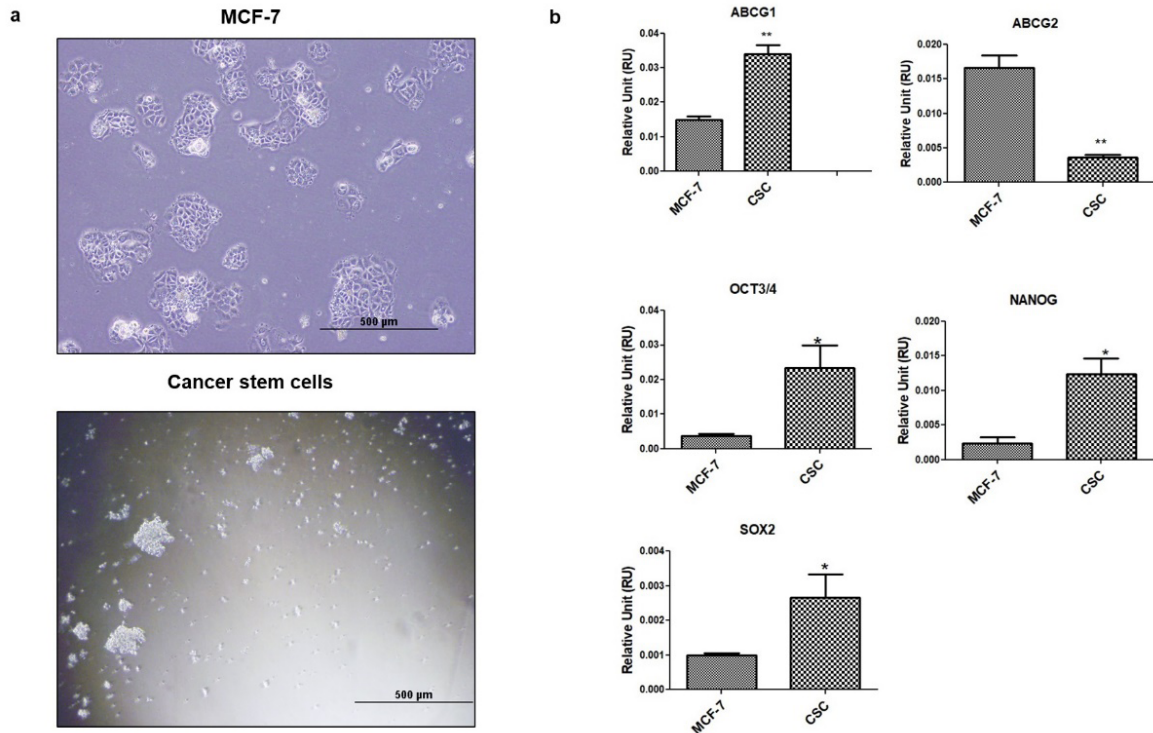 a
MCF-7
500 µm
Cancer stem cells
500 µm
b
ABCG1
Relative Unit (RU)
0.04
0.03
0.02
0.01
0.00
MCF-7
CSC
**
ABCG2
Relative Unit (RU)
0.020
0.015
0.010
0.005
0.000
MCF-7
CSC
**
OCT3/4
Relative Unit (RU)
0.04
0.03
0.02
0.01
0.00
MCF-7
CSC
*
NANOG
Relative Unit (RU)
0.020
0.015
0.010
0.005
0.000
MCF-7
CSC
*
SOX2
Relative Unit (RU)
0.004
0.003
0.002
0.001
0.000
MCF-7
CSC
*